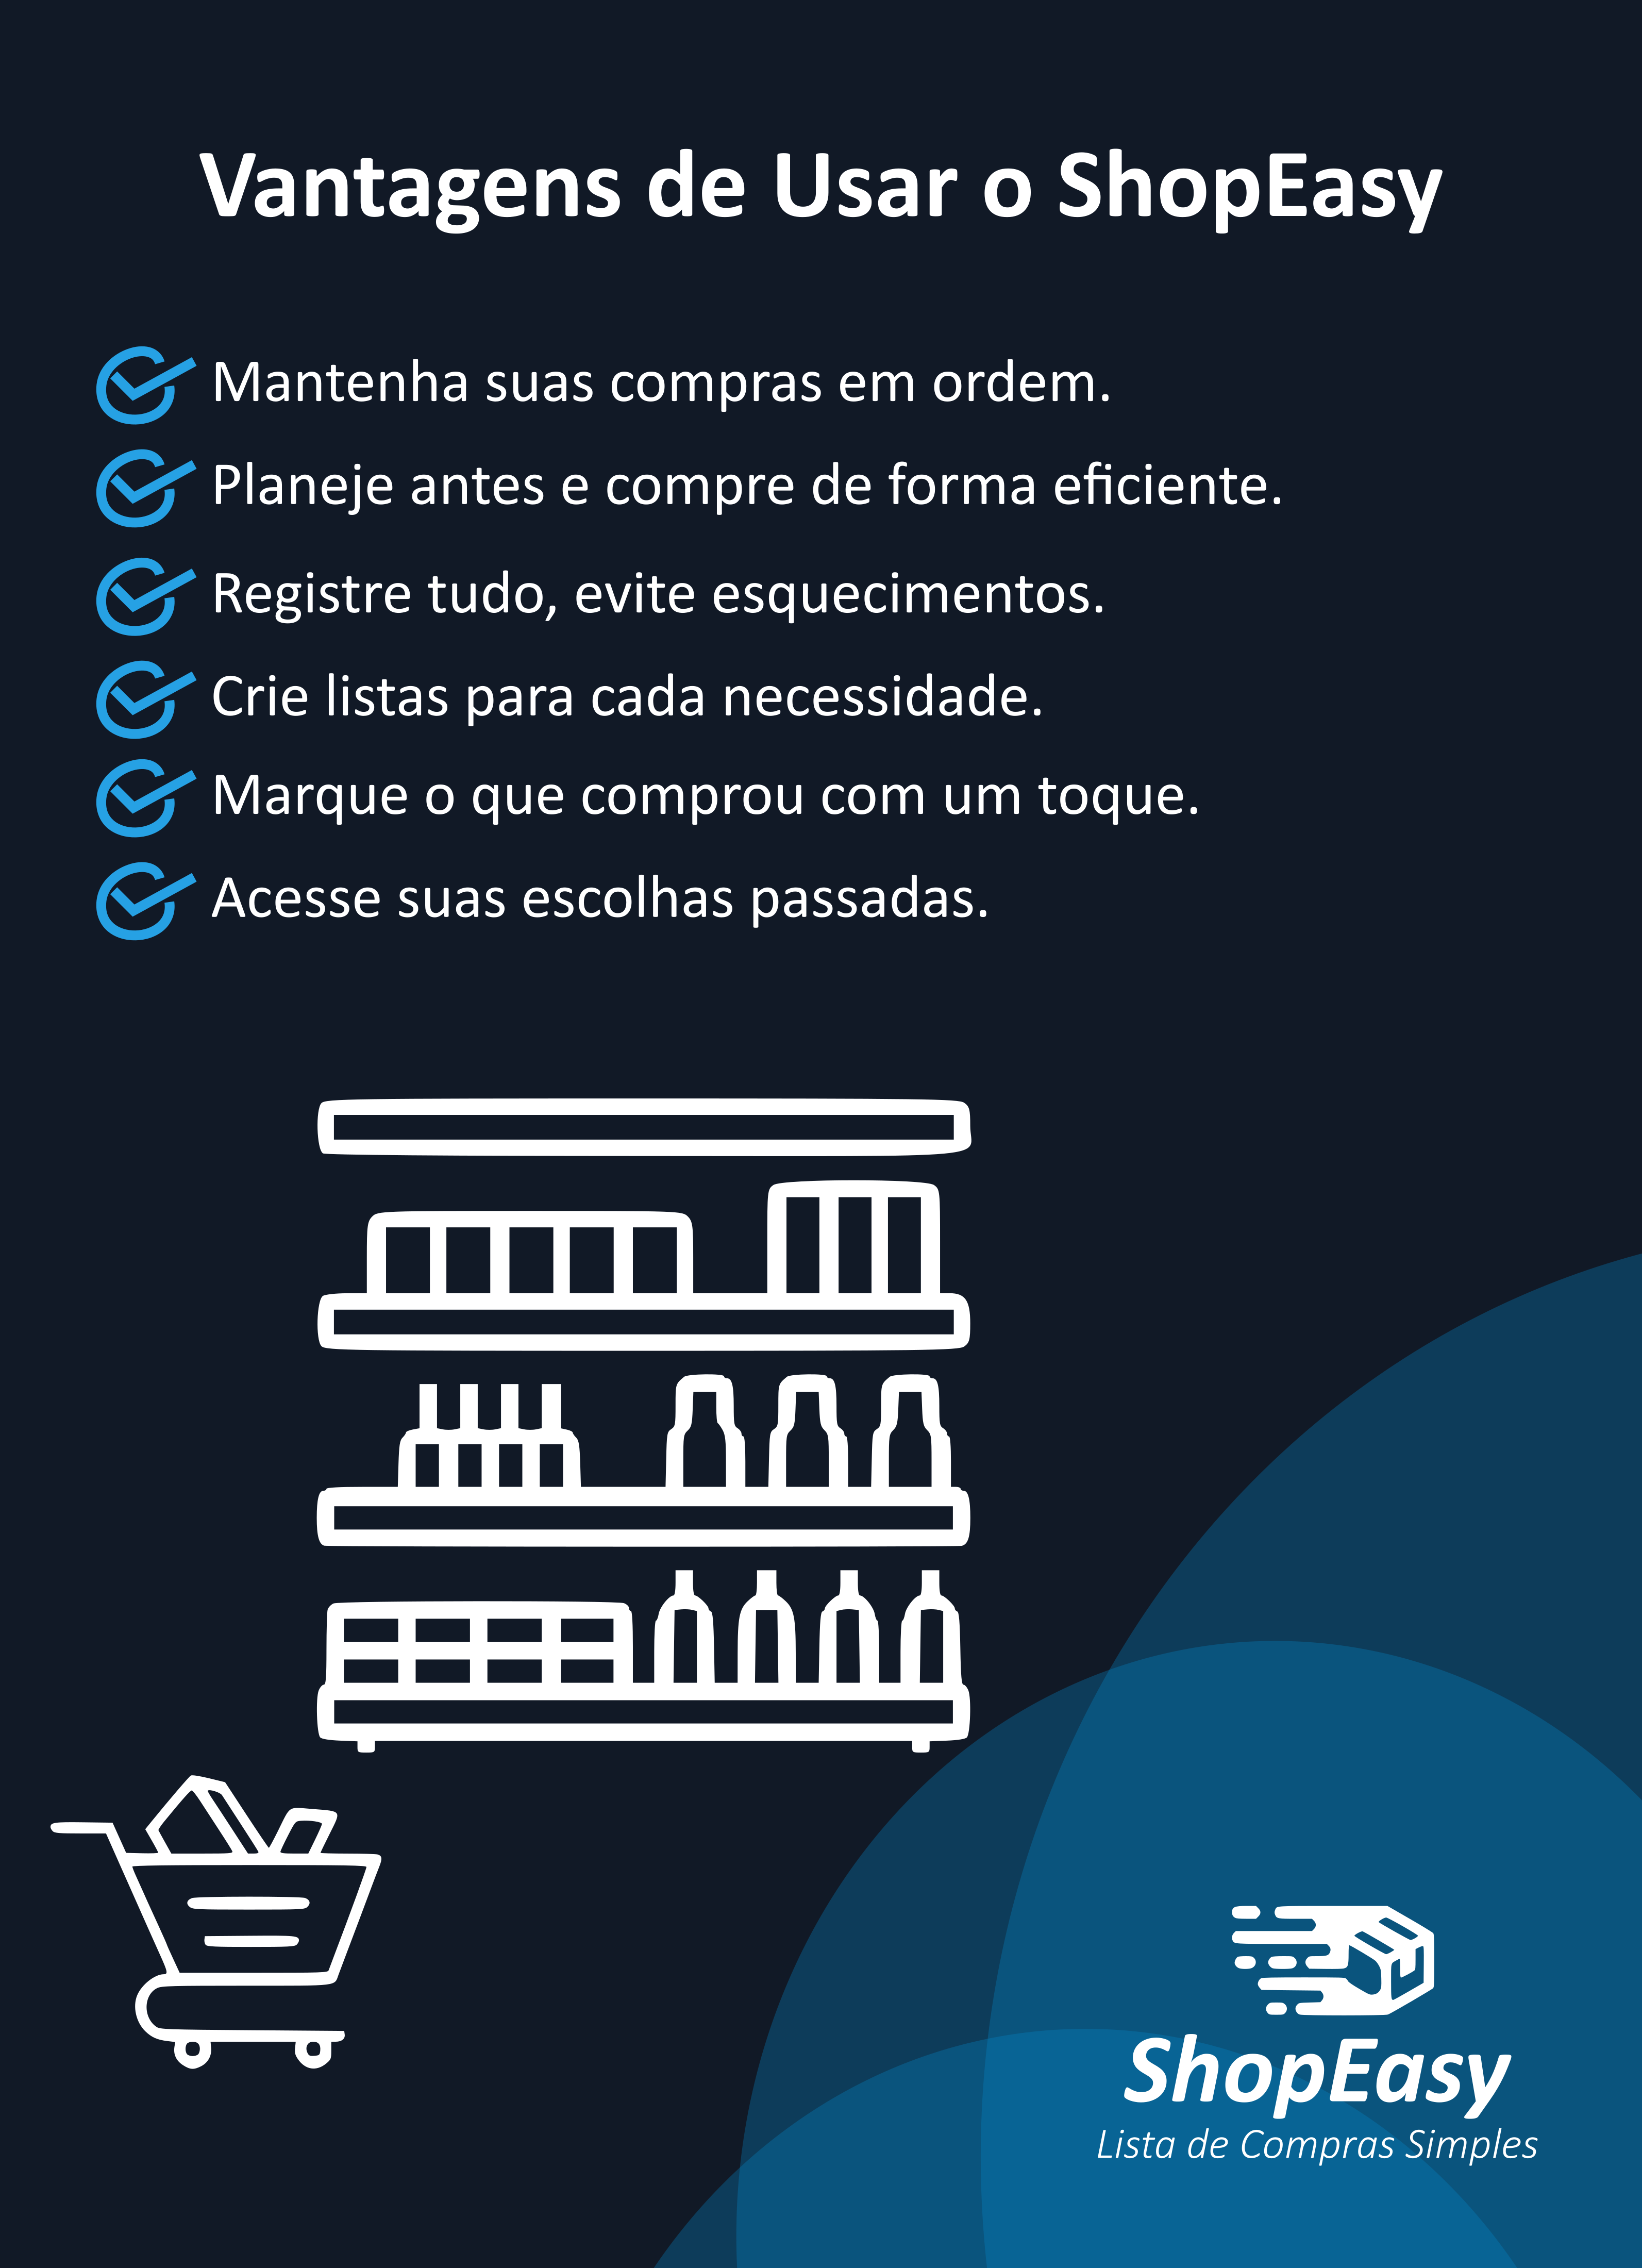 Vantagens de Usar o ShopEasy
Mantenha suas compras em ordem.
Planeje antes e compre de forma eficiente.
Registre tudo, evite esquecimentos.
Crie listas para cada necessidade.
Marque o que comprou com um toque.
Acesse suas escolhas passadas.
ShopEasy
Lista de Compras Simples